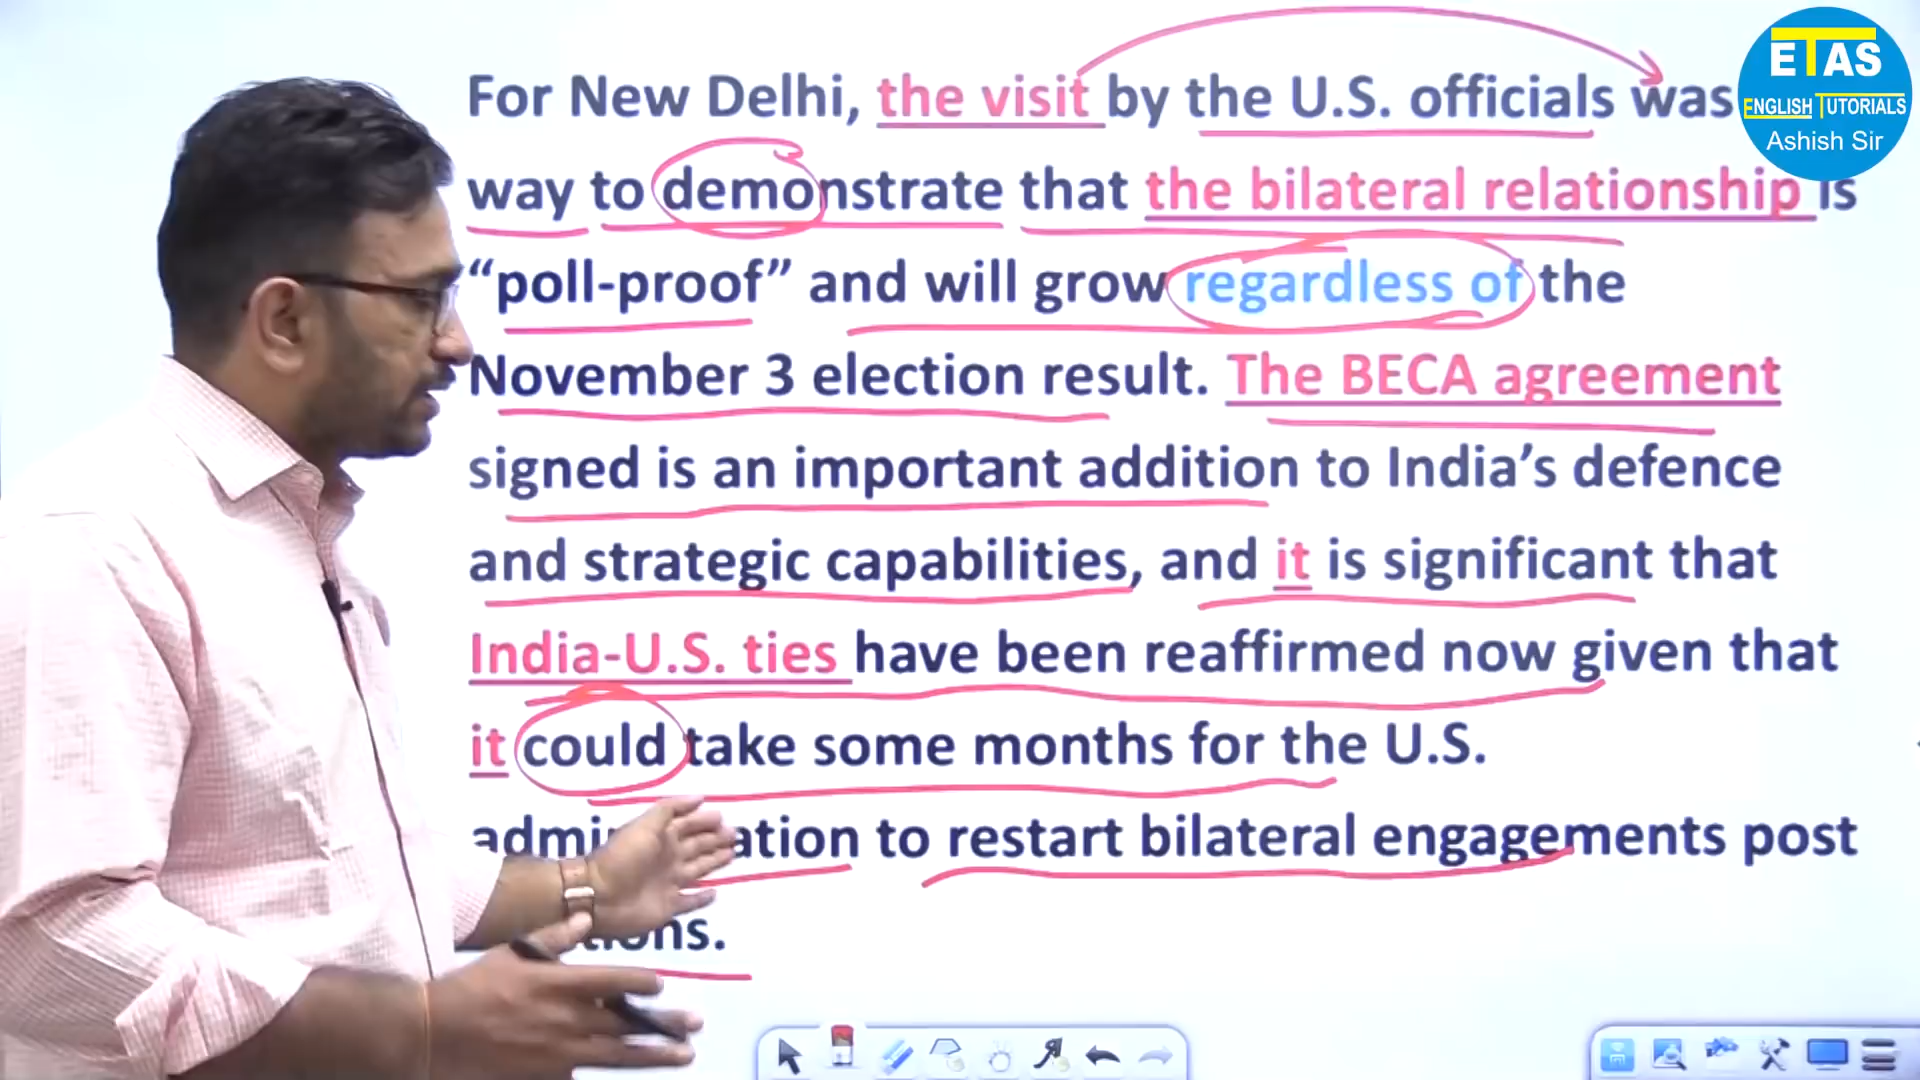 For New Delhi, the visit by the U.S. officials was
way to demonstrate that the bilateral relationship is
“poll-proof” and will grow regardless of the
November 3 election result. The BECA agreement
signed is an important addition to India’s defence
and strategic capabilities, and it is significant that
India-U.S. ties have been reaffirmed now given that
it could take some months for the U.S.
to restart bilateral engagements post
ETAS
ENGLISH TUTORIALS
Ashish Sir